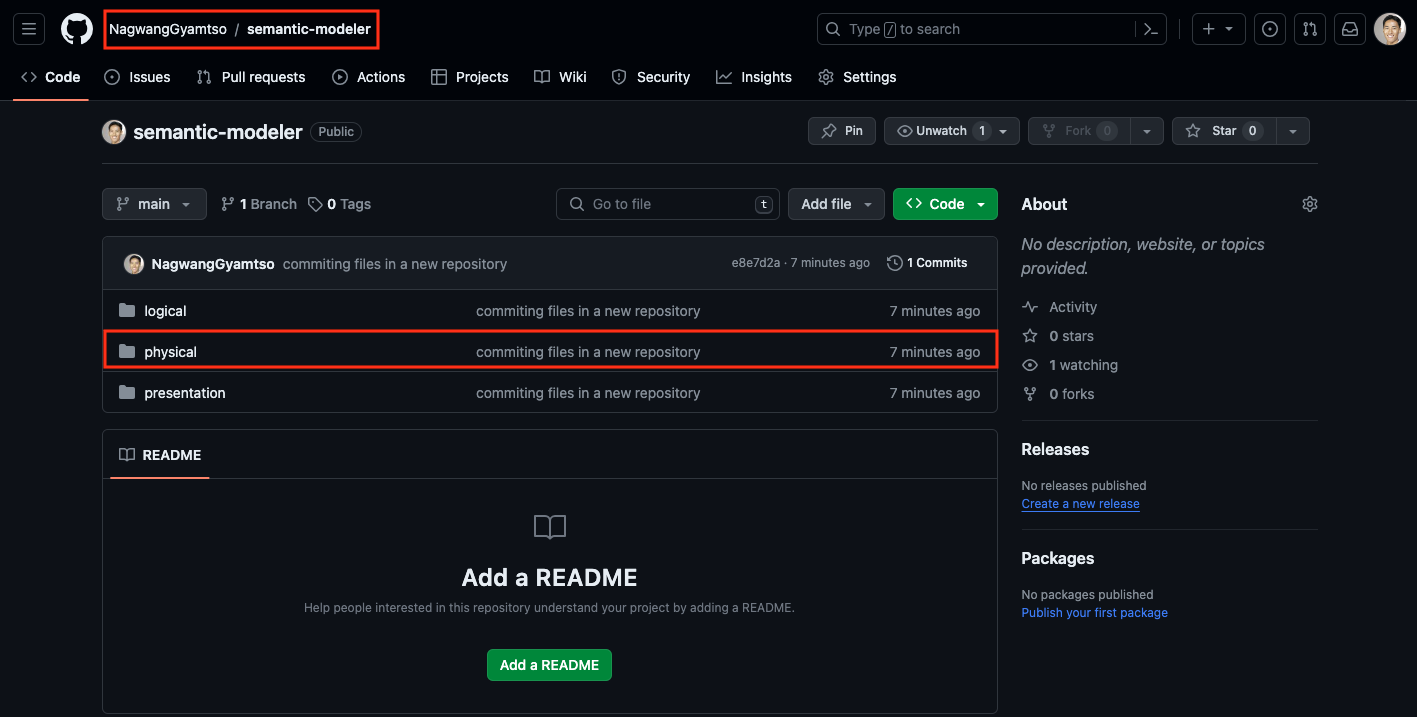 NagwangGyamtso / semantic-modeler
Type / to search
Code Issues Pull requests Actions Projects Wiki Security Insights Settings
semantic-modeler Public
Pin Unwatch 1 Fork 0 Star 0
main 1 Branch 0 Tags Go to file t Add file Code
NagwangGyamtso commiting files in a new repository e8e7d2a · 7 minutes ago 1 Commits
logical commiting files in a new repository 7 minutes ago
physical commiting files in a new repository 7 minutes ago
presentation commiting files in a new repository 7 minutes ago
README
Add a README
Help people interested in this repository understand your project by adding a README.
Add a README
About
No description, website, or topics
provided.
Activity
0 stars
1 watching
0 forks
Releases
No releases published
Create a new release
Packages
No packages published
Publish your first package